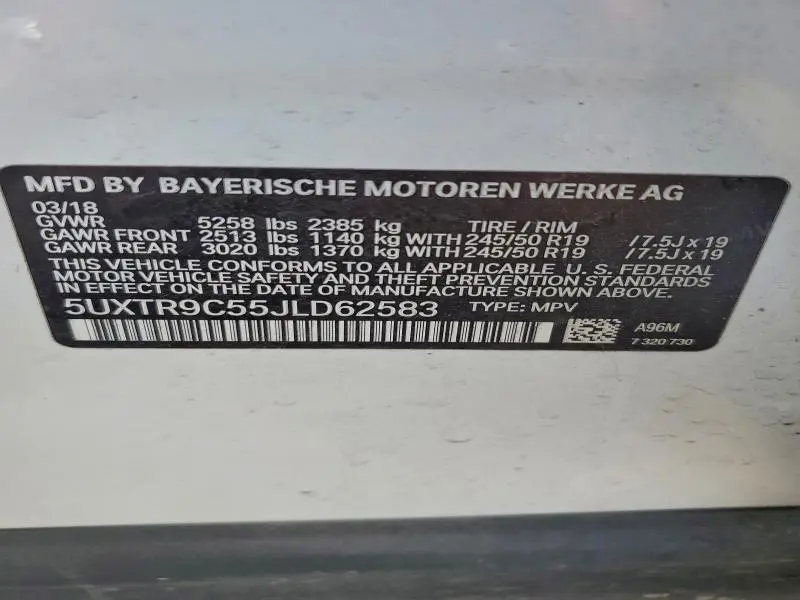 MFD BY BAYERISCHE MOTOREN WERKE AG
03/18
GVWR 5258 lbs 2385 kg TIRE / RIM
GAWR FRONT 2513 lbs 1140 kg WITH 245/50 R19 /7.5J x 19
GAWR REAR 3020 lbs 1370 kg WITH 245/50 R19 /7.5J x 19
THIS VEHICLE CONFORMS TO ALL APPLICABLE U. S. FEDERAL
MOTOR VEHICLE SAFETY AND THEFT PREVENTION STANDARDS
IN EFFECT ON THE DATE OF MANUFACTURE SHOWN ABOVE.
5UXTR9C55JLD62583 TYPE: MPV
A96M
7 320 730